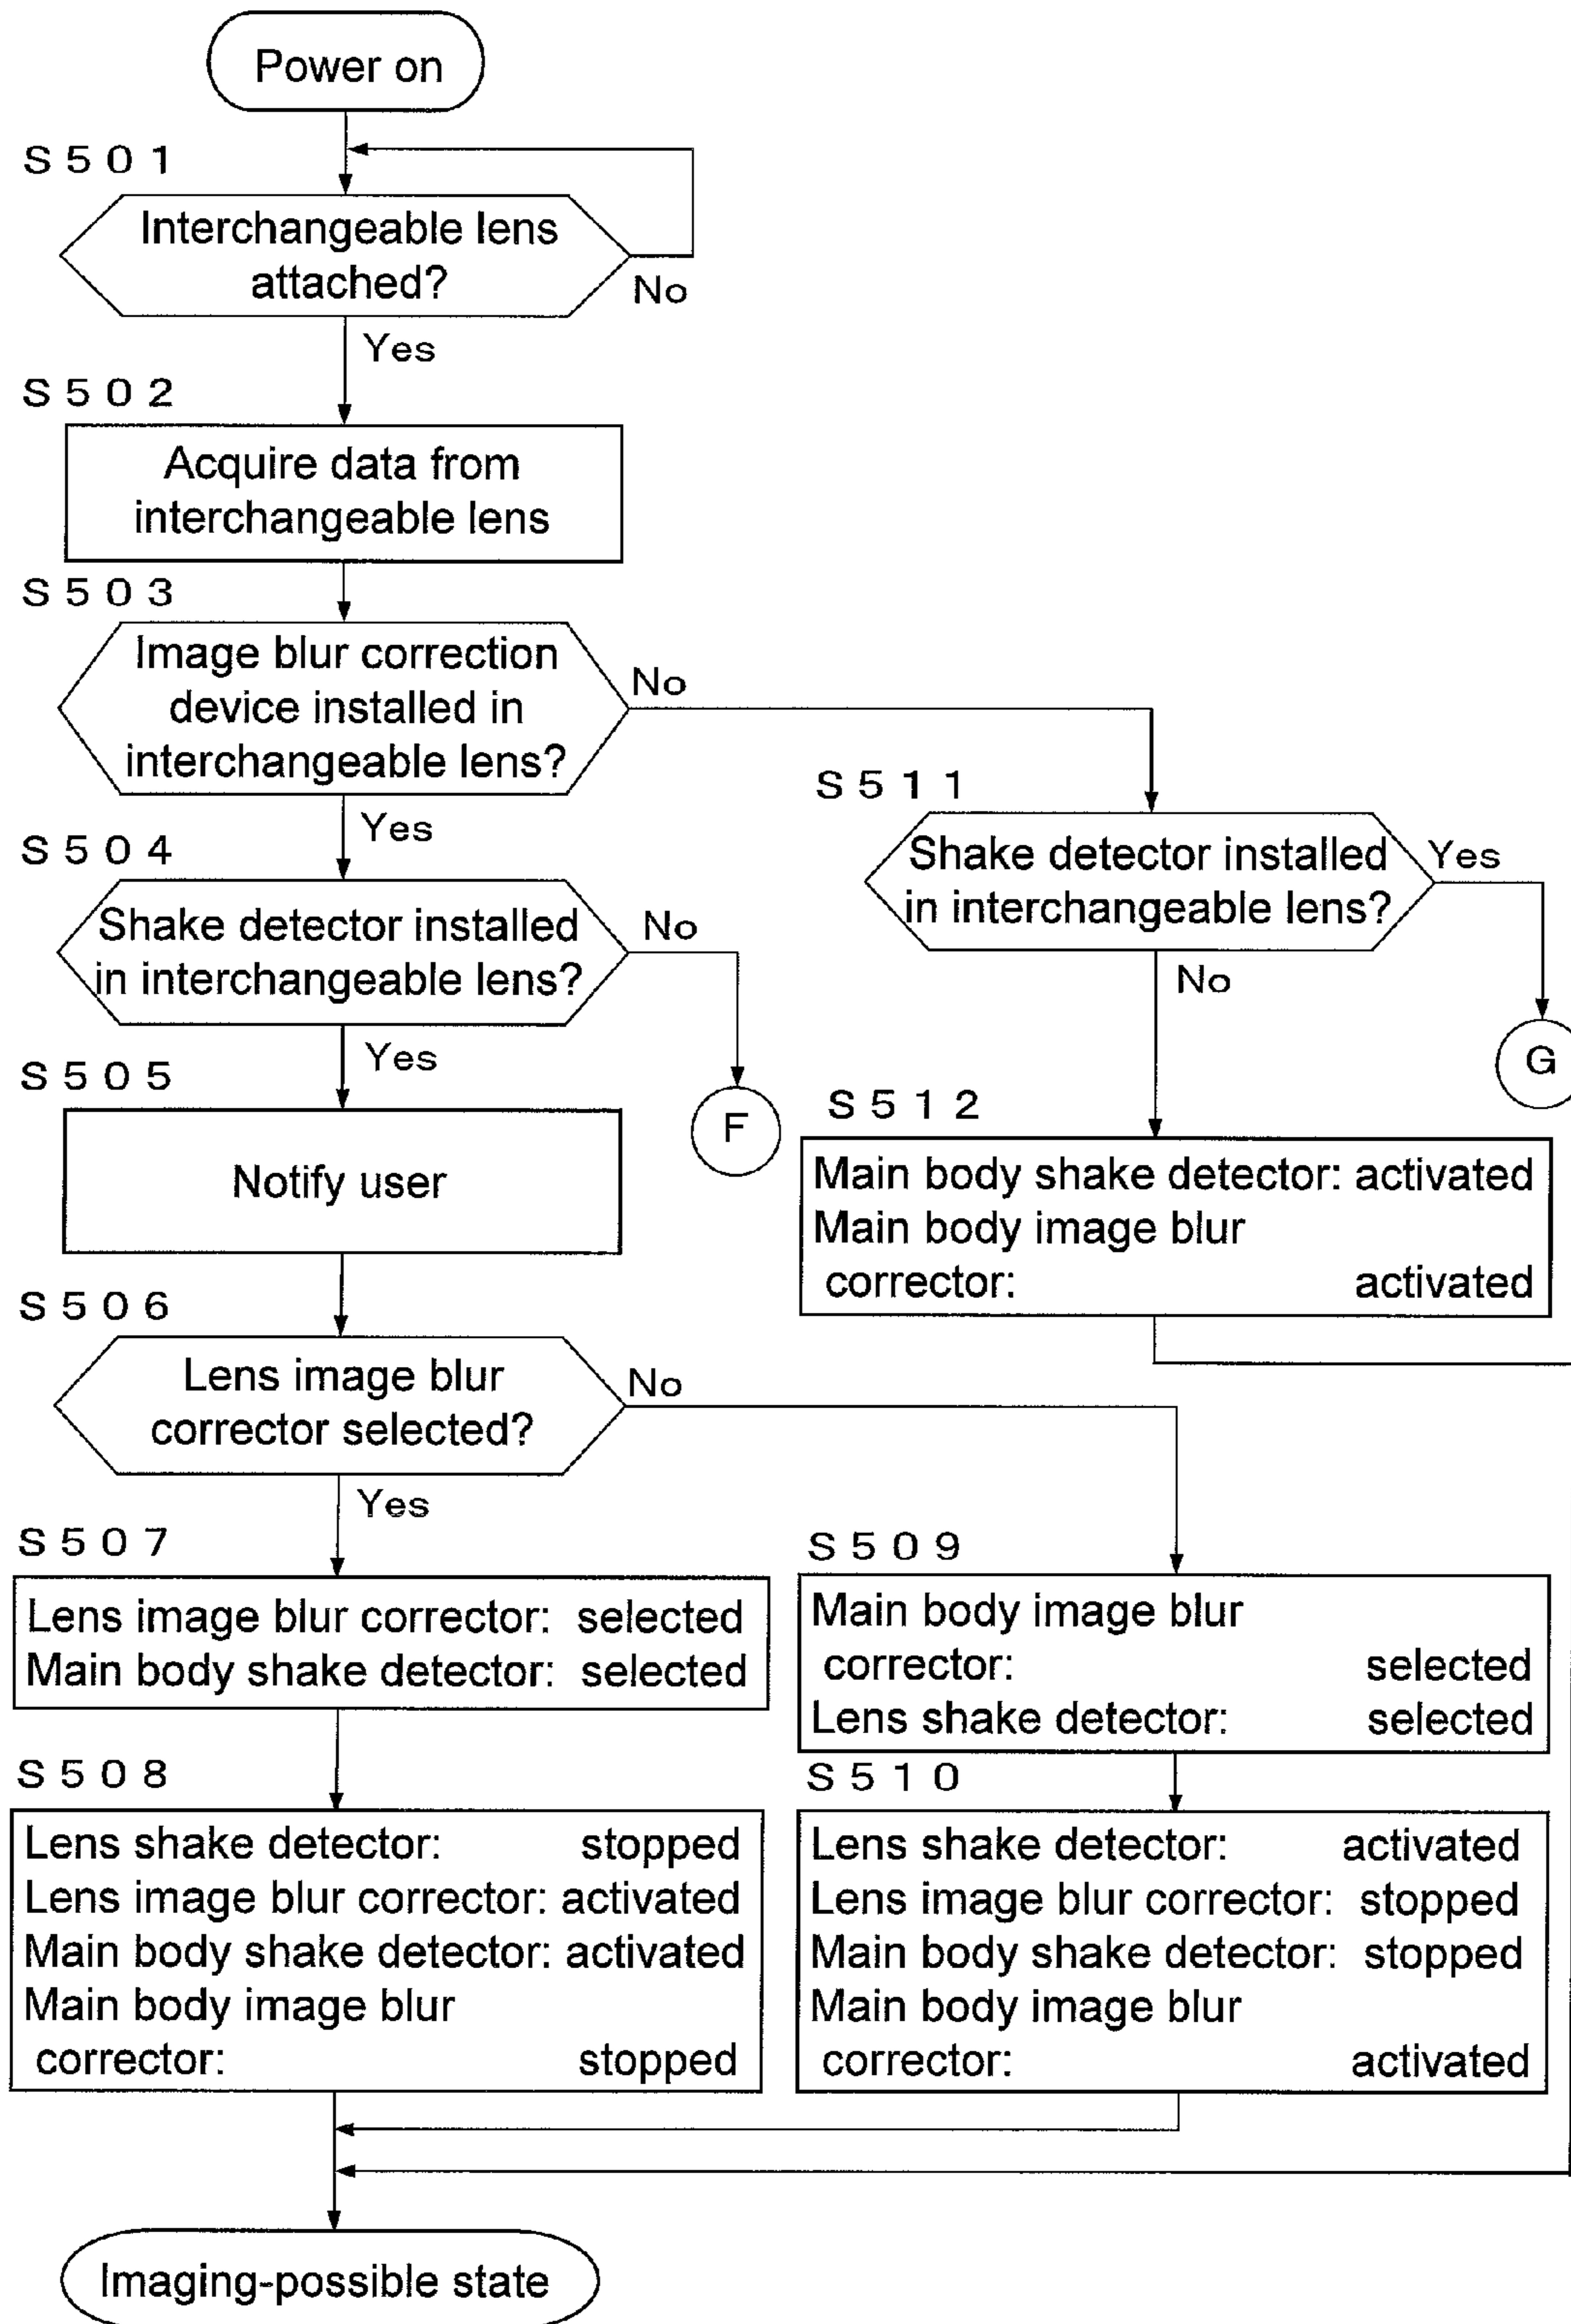 Power on
S501
Interchangeable lens
attached?
No
Yes
S502
Acquire data from
interchangeable lens
S503
Image blur correction
device installed in
interchangeable lens?
No
Yes
S511
Shake detector installed
in interchangeable lens?
Yes
No
G
S504
Shake detector installed
in interchangeable lens?
No
Yes
F
S505
Notify user
S512
Main body shake detector: activated
Main body image blur
corrector: activated
S506
Lens image blur
corrector selected?
No
Yes
S507
Lens image blur corrector: selected
Main body shake detector: selected
S509
Main body image blur
corrector: selected
Lens shake detector: selected
S508
Lens shake detector: stopped
Lens image blur corrector: activated
Main body shake detector: activated
Main body image blur
corrector: stopped
S510
Lens shake detector: activated
Lens image blur corrector: stopped
Main body shake detector: stopped
Main body image blur
corrector: activated
Imaging-possible state